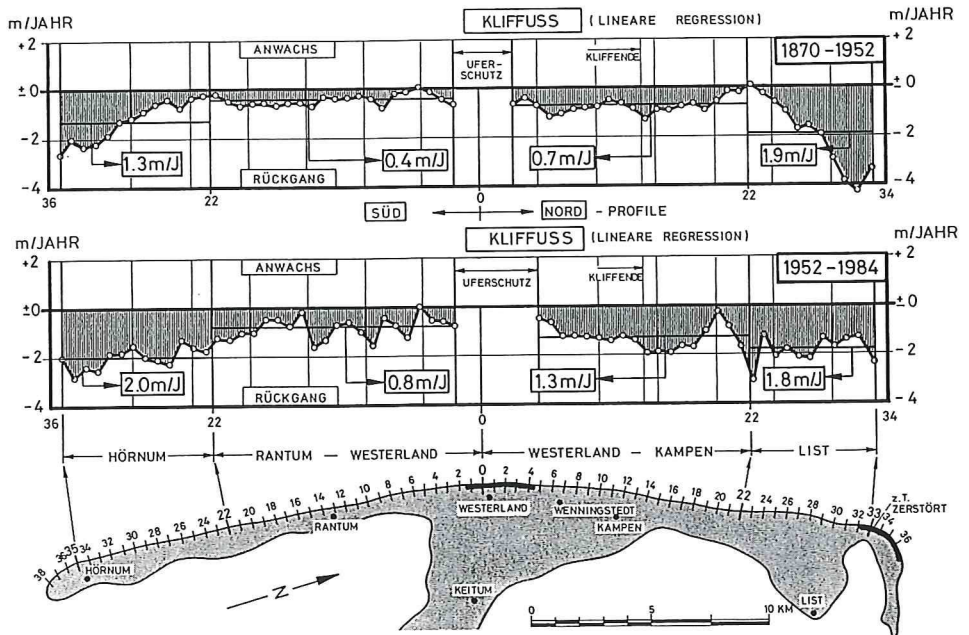 m/JAHR KLIFFUSS (LINEARE REGRESSION) m/JAHR
+2 ANWACHS UFER- KLIFFENDE 1870-1952 +2
SCHUTZ
±0 ±0
-2 -2
1.3m/J 0.4m/J 0.7m/J 1.9m/J
-4 RÜCKGANG -4
36 22 0 22 34
SÜD NORD - PROFILE
m/JAHR KLIFFUSS (LINEARE REGRESSION) m/JAHR
+2 ANWACHS UFERSCHUTZ KLIFFENDE 1952-1984 +2
±0 ±0
-2 -2
2.0m/J 0.8m/J 1.3m/J 1.8m/J
-4 RÜCKGANG -4
36 22 0 22 34
HÖRNUM RANTUM - WESTERLAND WESTERLAND - KAMPEN LIST
38 36 35 34 32 30 28 26 24 22 20 18 16 14 12 10 8 6 4 2 0 2 4 6 8 10 12 14 16 18 20 22 24 26 28 30 32 33 34 36
z.T.
ZERSTÖRT
WESTERLAND
WENNINGSTEDT
KAMPEN
RANTUM
HÖRNUM
N
KEITUM
LIST
0 5 10 KM